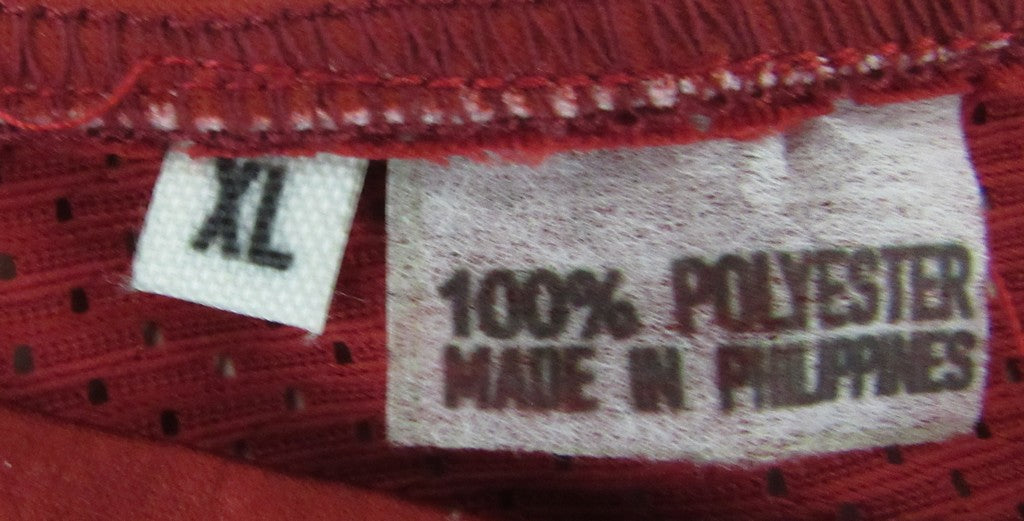 XL
100% POLYESTER
MADE IN PHILIPPINES